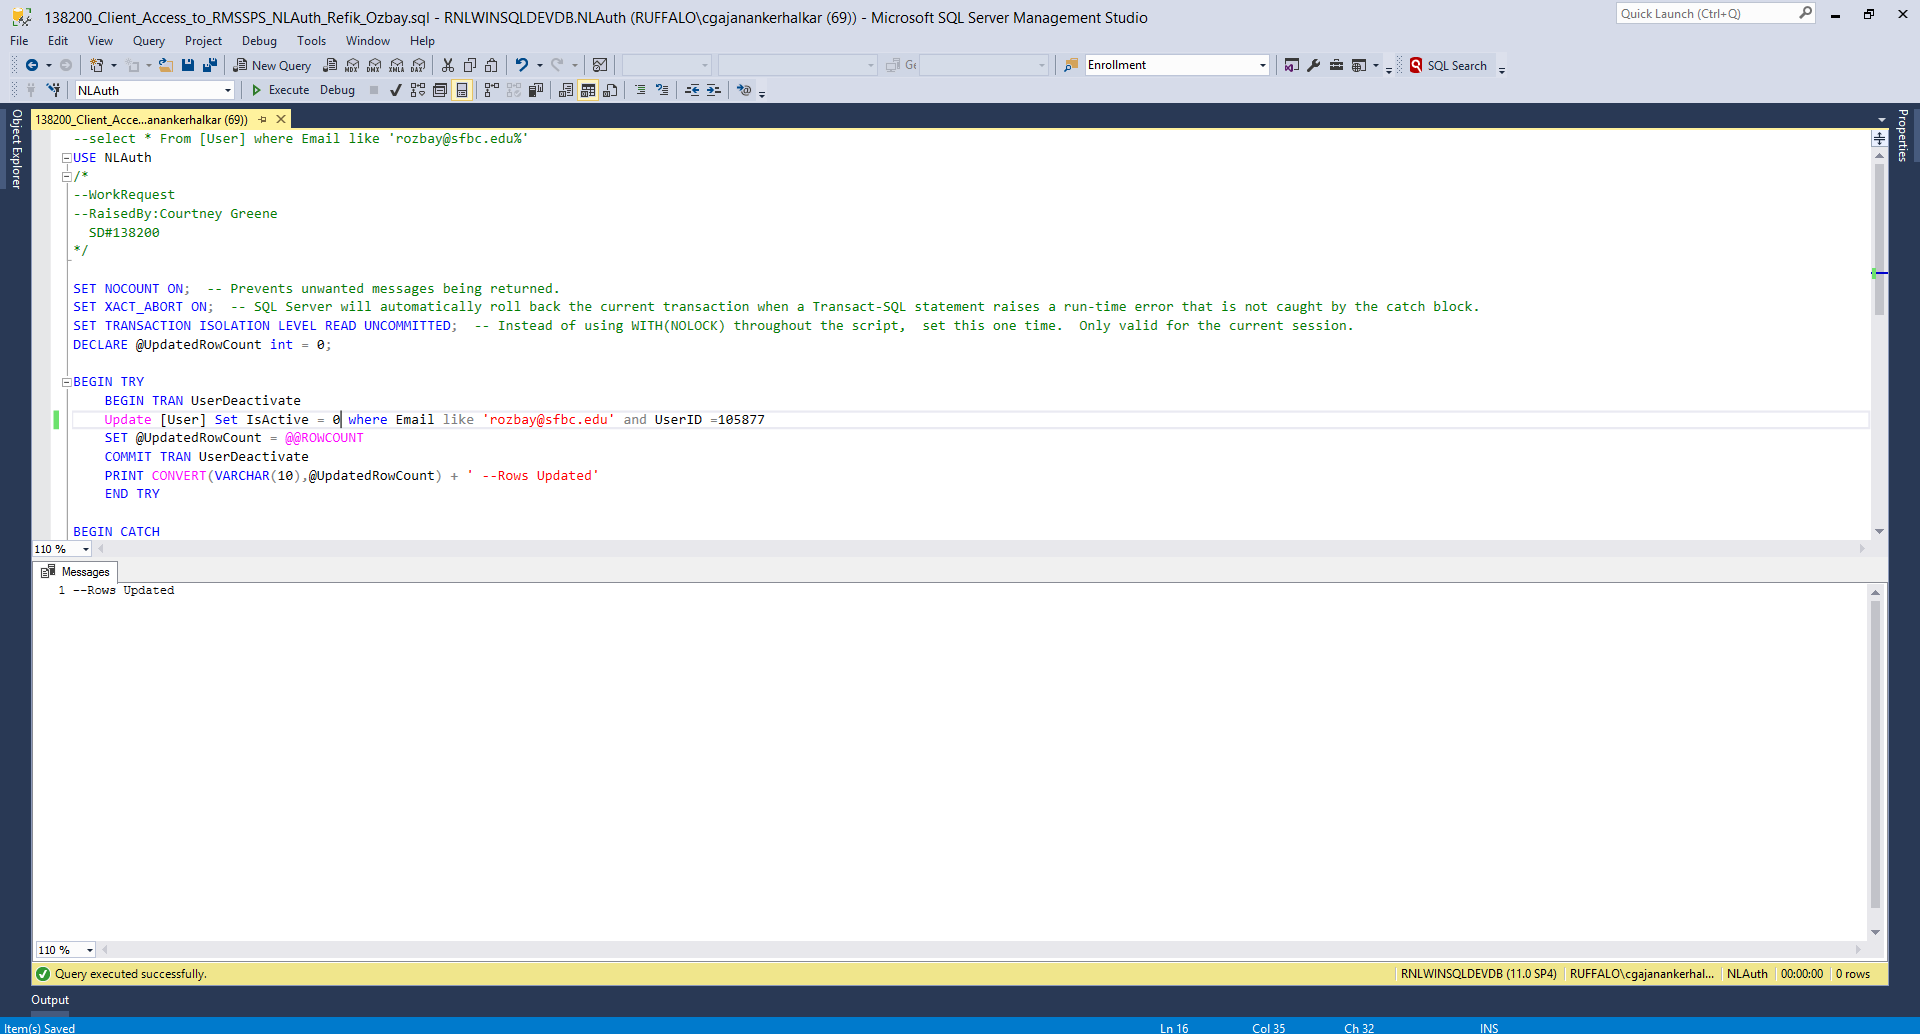 138200_Client_Access_to_RMSSPS_NLAuth_Refik_Ozbay.sql - RNLWINSQLDEVDB.NLAuth (RUFFALO\cgajanankerhalkar (69)) - Microsoft SQL Server Management Studio
Quick Launch (Ctrl+Q)
File Edit View Query Project Debug Tools Window Help
New Query MDX DMX XMLA DAX Ge Enrollment SQL Search
NLAuth Execute Debug
138200_Client_Acce...anankerhalkar (69))
Object Explorer
Properties
--select * From [User] where Email like 'rozbay@sfbc.edu%'
USE NLAuth
/*
--WorkRequest
--RaisedBy:Courtney Greene
SD#138200
*/
SET NOCOUNT ON;  -- Prevents unwanted messages being returned.
SET XACT_ABORT ON;  -- SQL Server will automatically roll back the current transaction when a Transact-SQL statement raises a run-time error that is not caught by the catch block.
SET TRANSACTION ISOLATION LEVEL READ UNCOMMITTED;  -- Instead of using WITH(NOLOCK) throughout the script,  set this one time.  Only valid for the current session.
DECLARE @UpdatedRowCount int = 0;
BEGIN TRY
BEGIN TRAN UserDeactivate
Update [User] Set IsActive = 0 where Email like 'rozbay@sfbc.edu' and UserID =105877
SET @UpdatedRowCount = @@ROWCOUNT
COMMIT TRAN UserDeactivate
PRINT CONVERT(VARCHAR(10),@UpdatedRowCount) + ' --Rows Updated'
END TRY
BEGIN CATCH
110 %
Messages
1 --Rows Updated
110 %
Query executed successfully. RNLWINSQLDEVDB (11.0 SP4) RUFFALO\cgajanankerhal... NLAuth 00:00:00 0 rows
Output
Item(s) Saved Ln 16 Col 35 Ch 32 INS